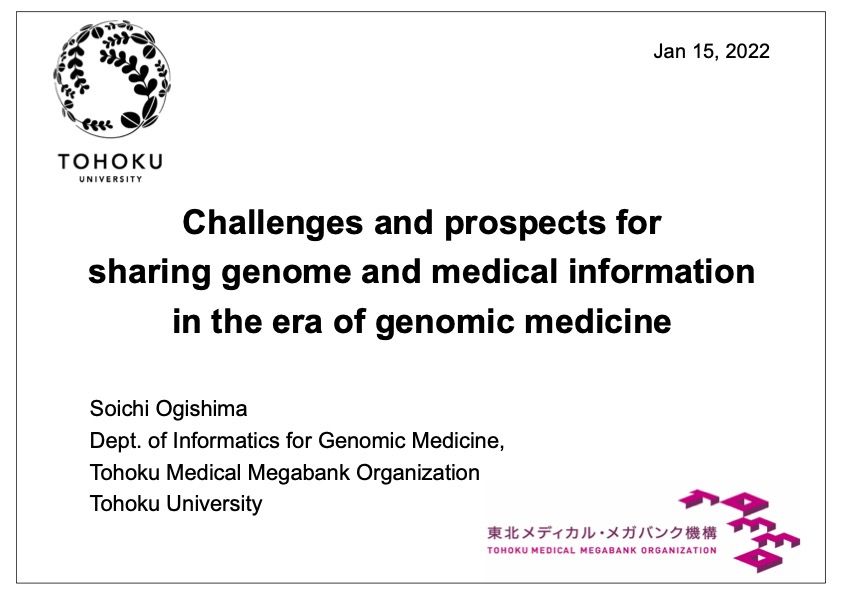 TOHOKU
UNIVERSITY
Jan 15, 2022
Challenges and prospects for
sharing genome and medical information
in the era of genomic medicine
Soichi Ogishima
Dept. of Informatics for Genomic Medicine,
Tohoku Medical Megabank Organization
Tohoku University
東北メディカル・メガバンク機構
TOHOKU MEDICAL MEGABANK ORGANIZATION